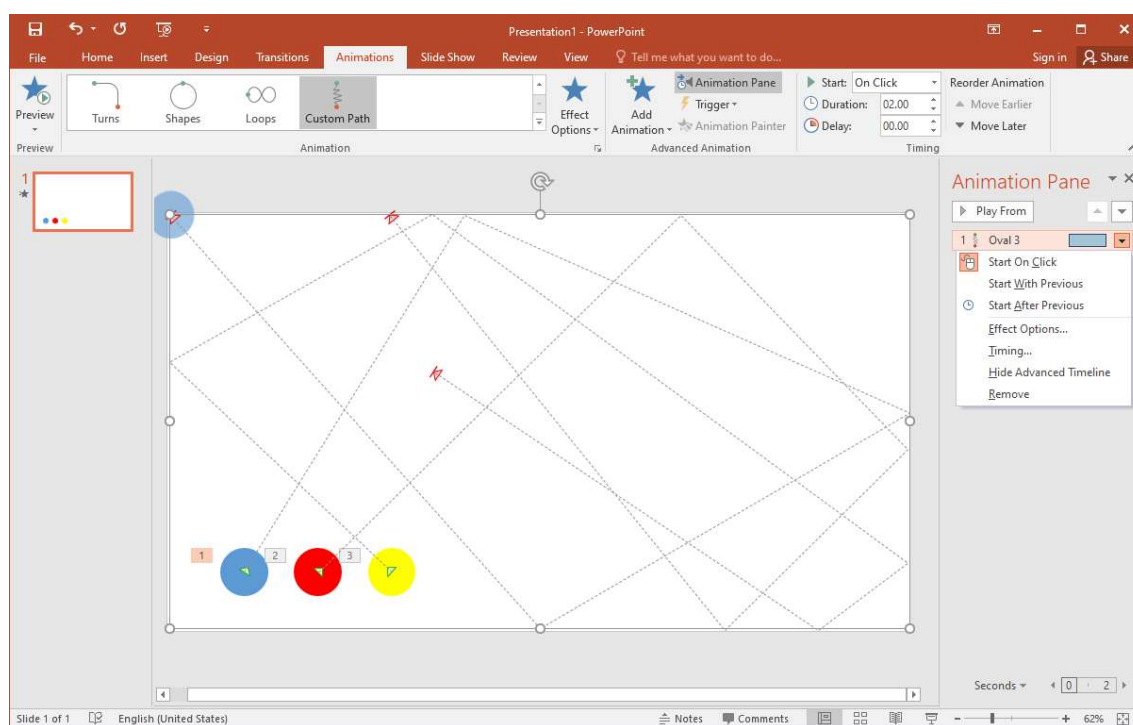 Presentation1 - PowerPoint
File Home Insert Design Transitions Animations Slide Show Review View Tell me what you want to do... Sign in Share
Preview
Turns Shapes Loops Custom Path
Effect Options
Add Animation
Animation Pane
Trigger
Animation Painter
Start: On Click
Duration: 02.00
Delay: 00.00
Reorder Animation
Move Earlier
Move Later
Preview Animation Advanced Animation Timing
1
Animation Pane
Play From
1 Oval 3
Start On Click
Start With Previous
Start After Previous
Effect Options...
Timing...
Hide Advanced Timeline
Remove
1 2 3
Seconds 0 2
Slide 1 of 1 English (United States) Notes Comments 62%